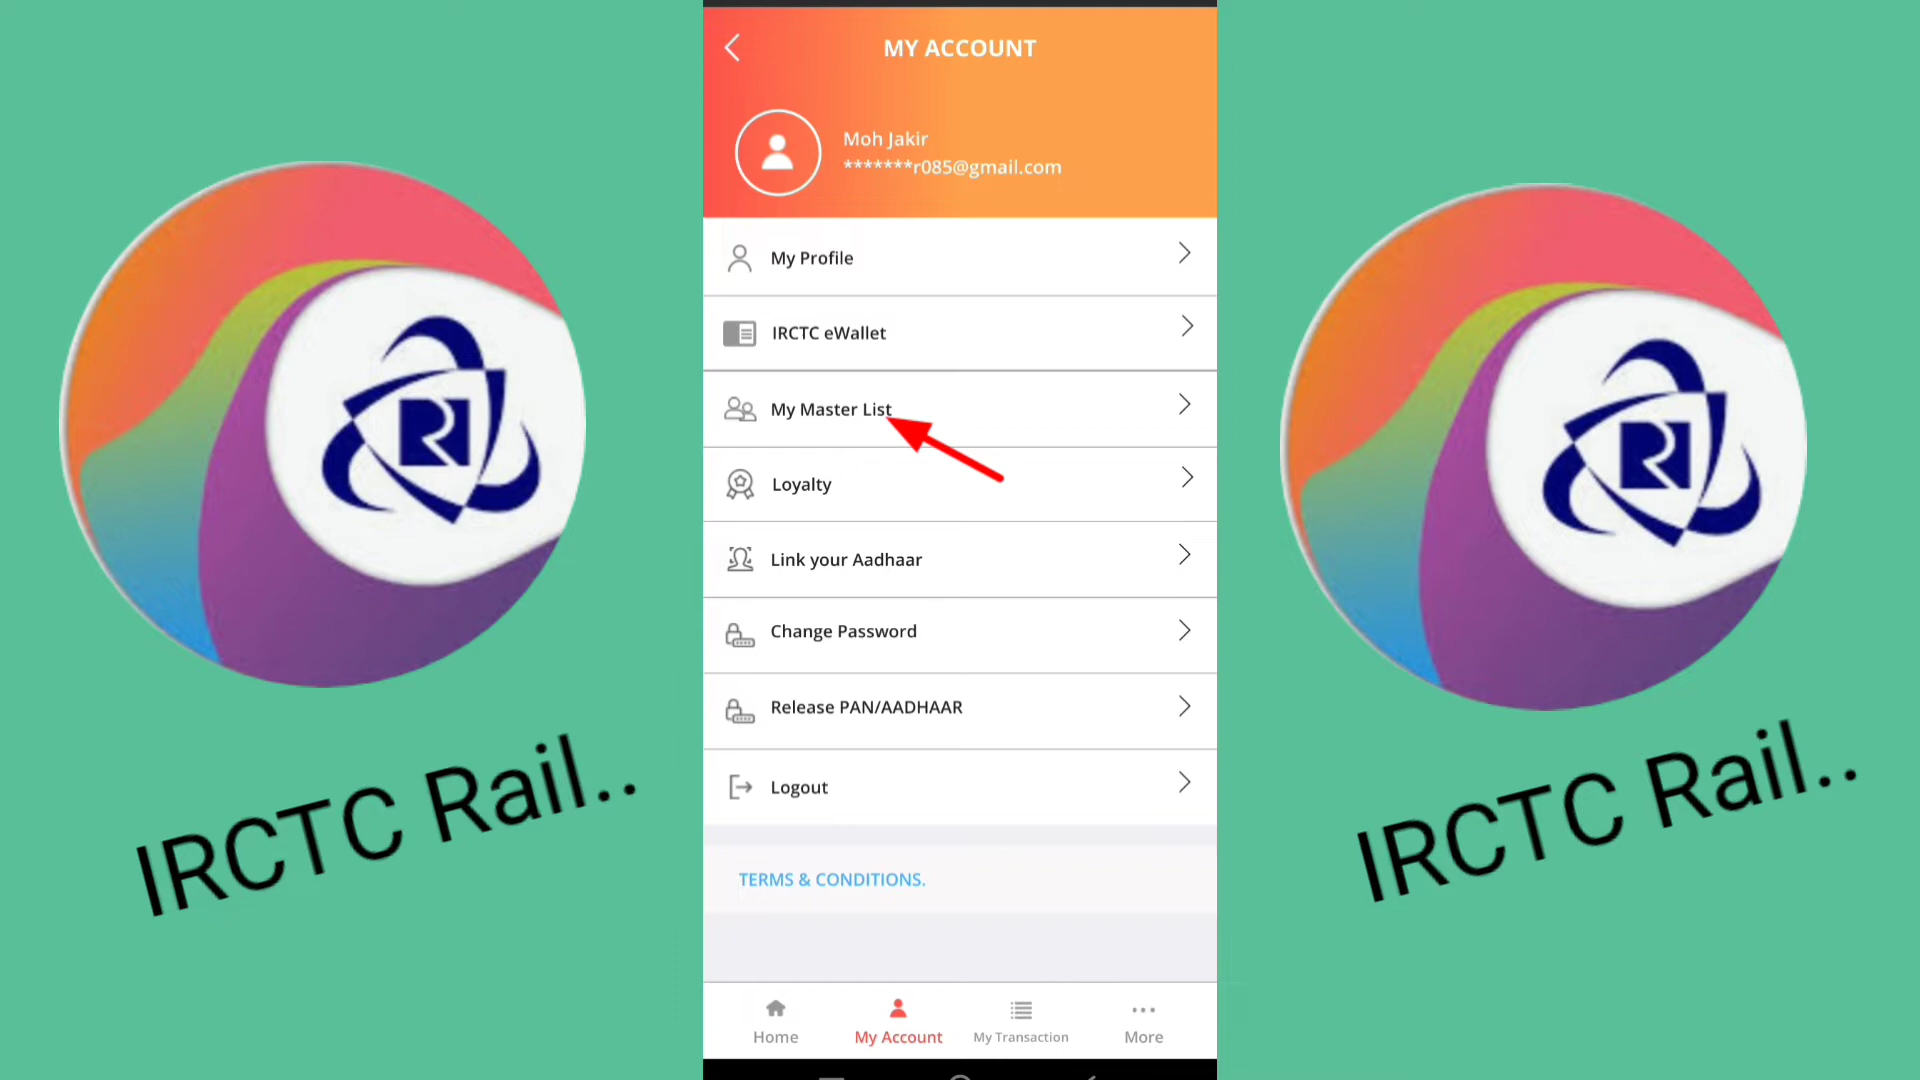 MY ACCOUNT
Moh Jakir
*******r085@gmail.com
My Profile
IRCTC eWallet
My Master List
Loyalty
Link your Aadhaar
Change Password
Release PAN/AADHAAR
Logout
TERMS & CONDITIONS.
Home
My Account
My Transaction
More
IRCTC Rail..
IRCTC Rail..